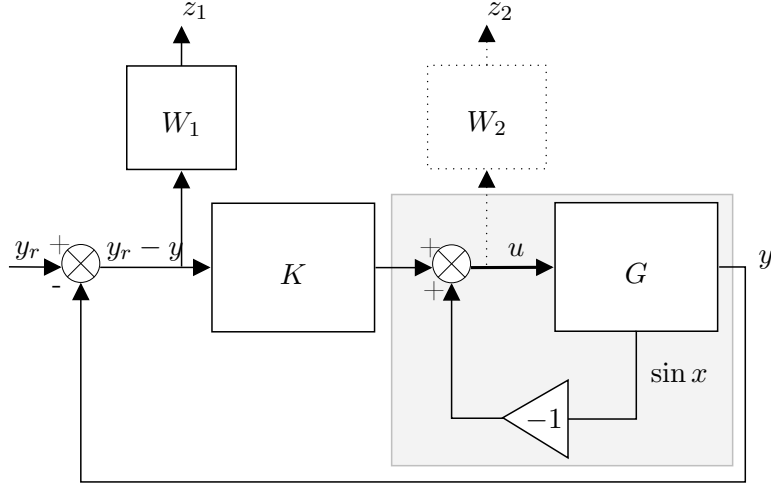 z₁
z₂
W₁
W₂
yᵣ
+
-
yᵣ − y
K
+
+
u
G
y
sin x
−1